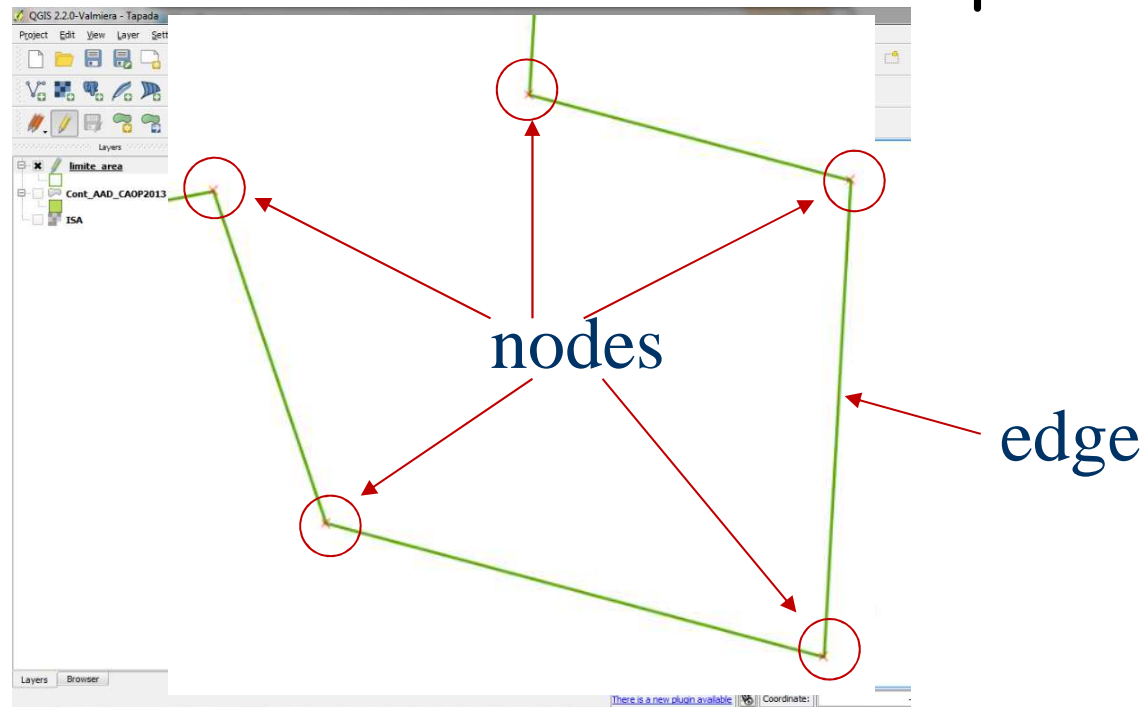 QGIS 2.2.0-Valmiera - Tapada
Project Edit View Layer Sett
Layers
limite_area
Cont_AAD_CAOP2013
ISA
nodes
edge
Layers Browser
There is a new plugin available Coordinate: